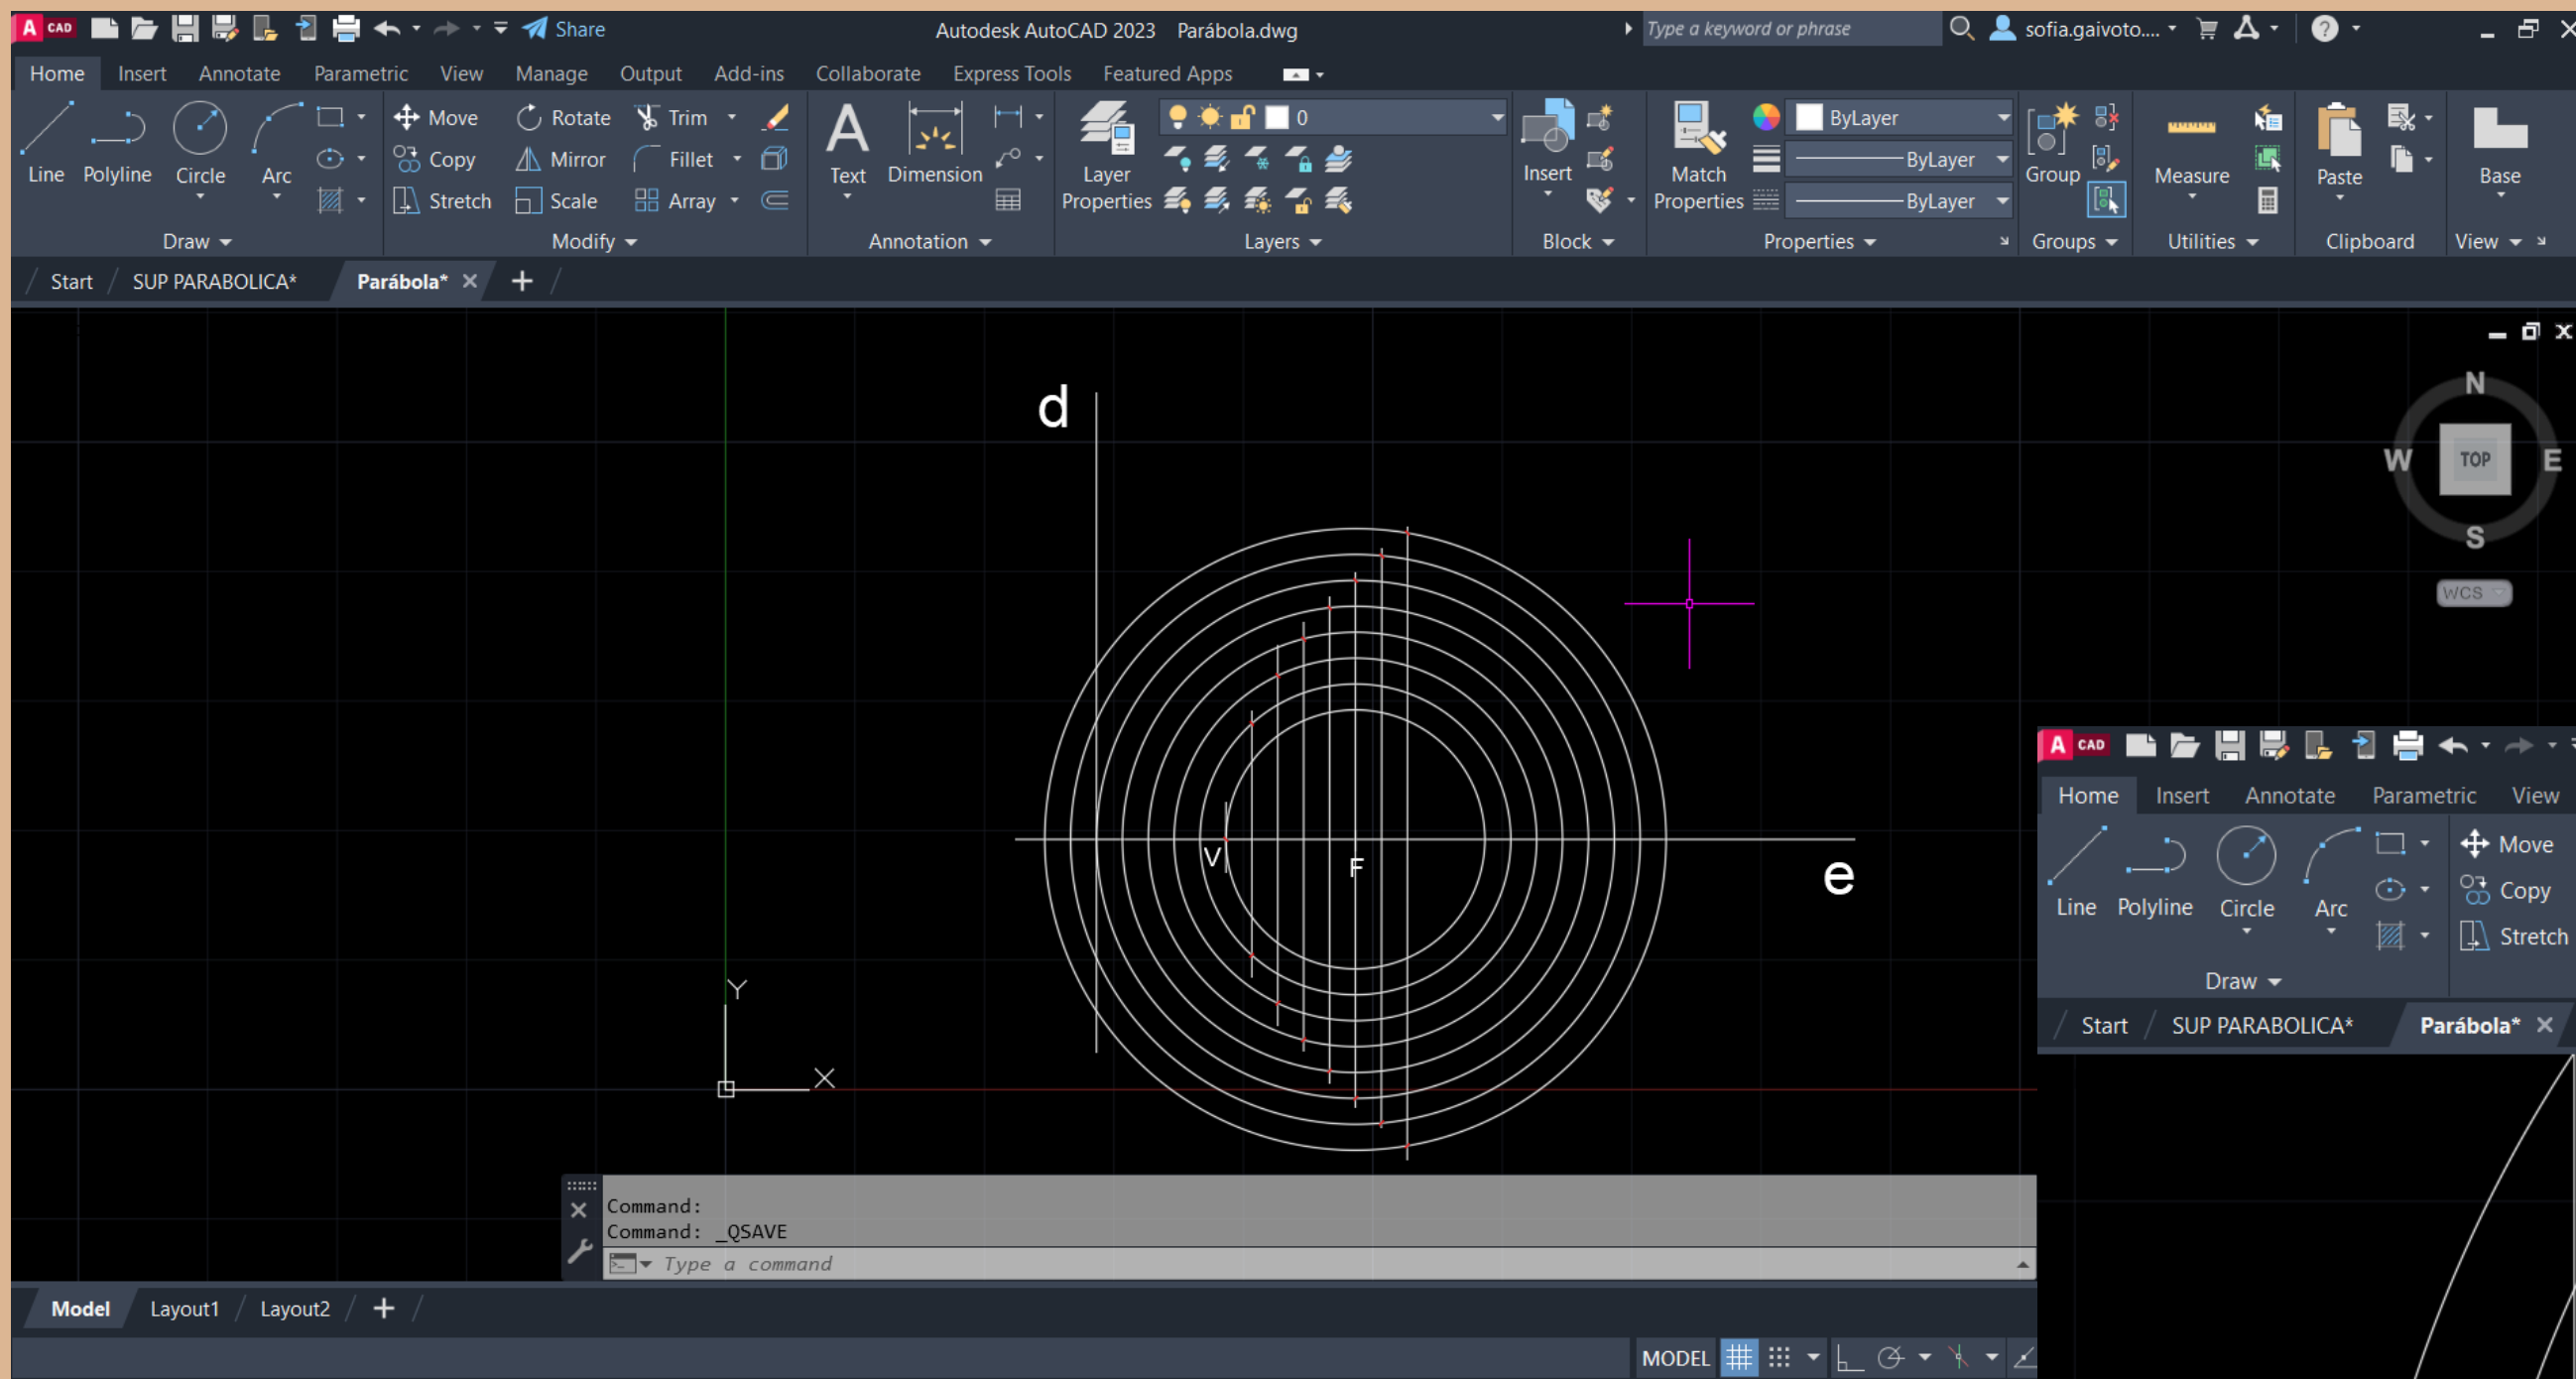 A CAD Share Autodesk AutoCAD 2023 Parábola.dwg Type a keyword or phrase sofia.gaivoto.... ?
Home Insert Annotate Parametric View Manage Output Add-ins Collaborate Express Tools Featured Apps
Line Polyline Circle Arc
Move Rotate Trim
Copy Mirror Fillet
Stretch Scale Array
A Text Dimension
Layer Properties
0
Insert
Match Properties
ByLayer
ByLayer
ByLayer
Group
Measure
Paste
Base
Draw Modify Annotation Layers Block Properties Groups Utilities Clipboard View
Start SUP PARABOLICA* Parábola*
d
N
W TOP E
S
WCS
V F e
Y
X
Command:
Command: _QSAVE
Type a command
Model Layout1 Layout2
MODEL
A CAD
Home Insert Annotate Parametric View
Line Polyline Circle Arc
Move
Copy
Stretch
Draw
Start SUP PARABOLICA* Parábola*